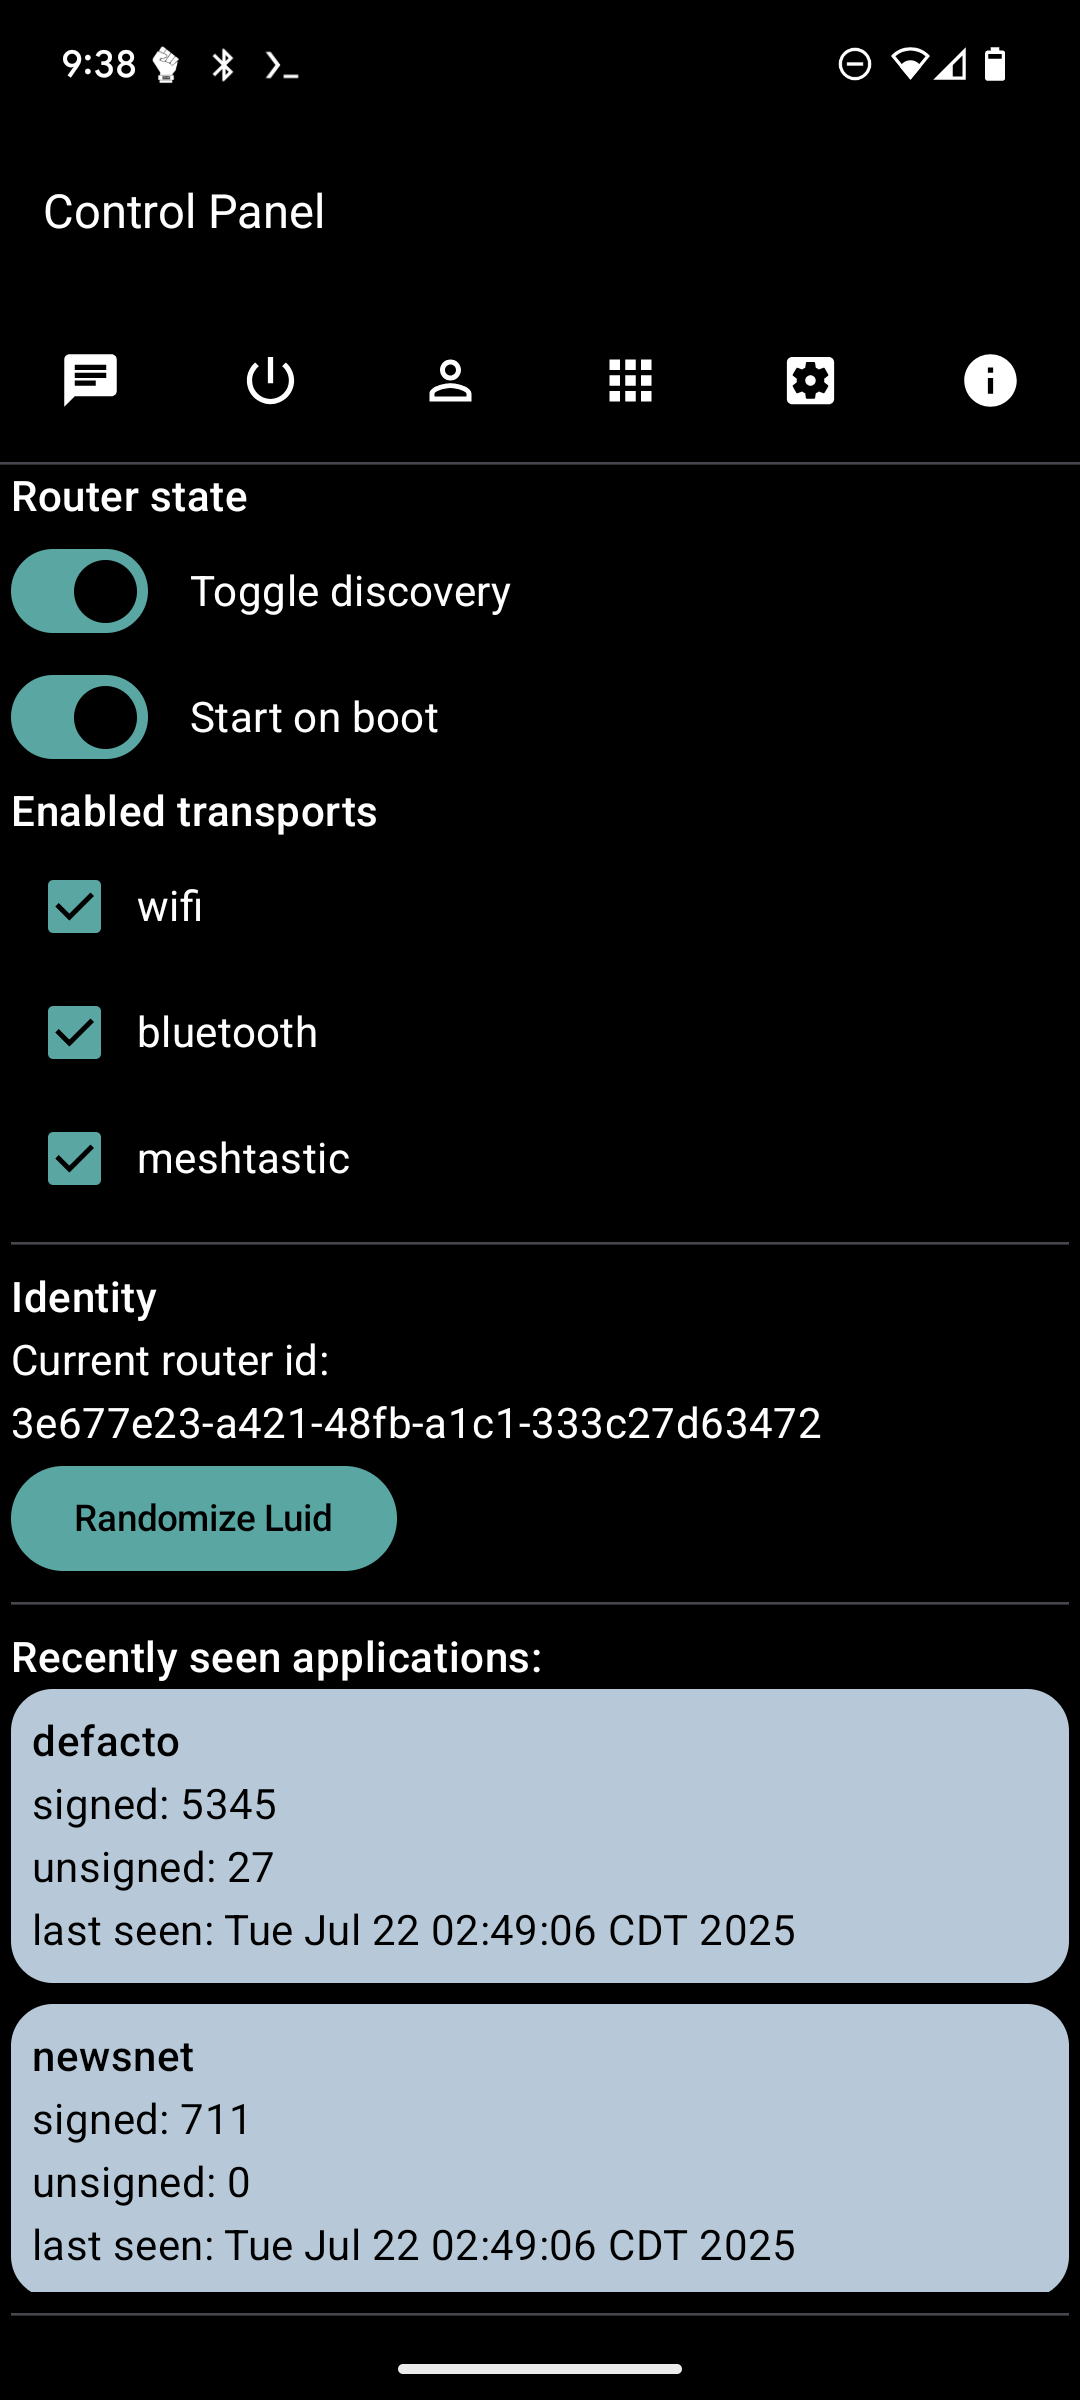 9:38
Control Panel
Router state
Toggle discovery
Start on boot
Enabled transports
wifi
bluetooth
meshtastic
Identity
Current router id:
3e677e23-a421-48fb-a1c1-333c27d63472
Randomize Luid
Recently seen applications:
defacto
signed: 5345
unsigned: 27
last seen: Tue Jul 22 02:49:06 CDT 2025
newsnet
signed: 711
unsigned: 0
last seen: Tue Jul 22 02:49:06 CDT 2025